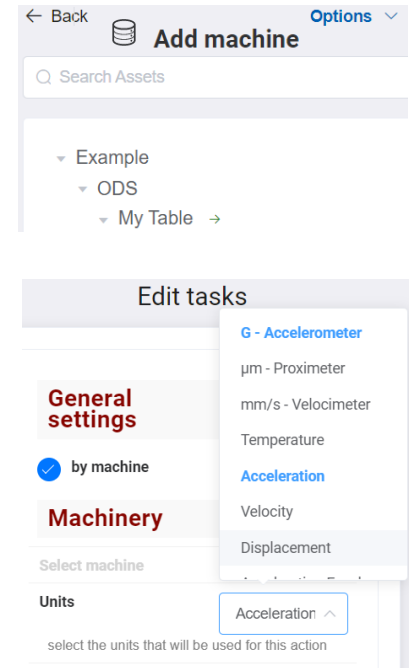 ← Back
Options
Add machine
Search Assets
Example
ODS
My Table →
Edit tasks
G - Accelerometer
µm - Proximeter
mm/s - Velocimeter
Temperature
Acceleration
Velocity
Displacement
General
settings
by machine
Machinery
Select machine
Units
Acceleration
select the units that will be used for this action